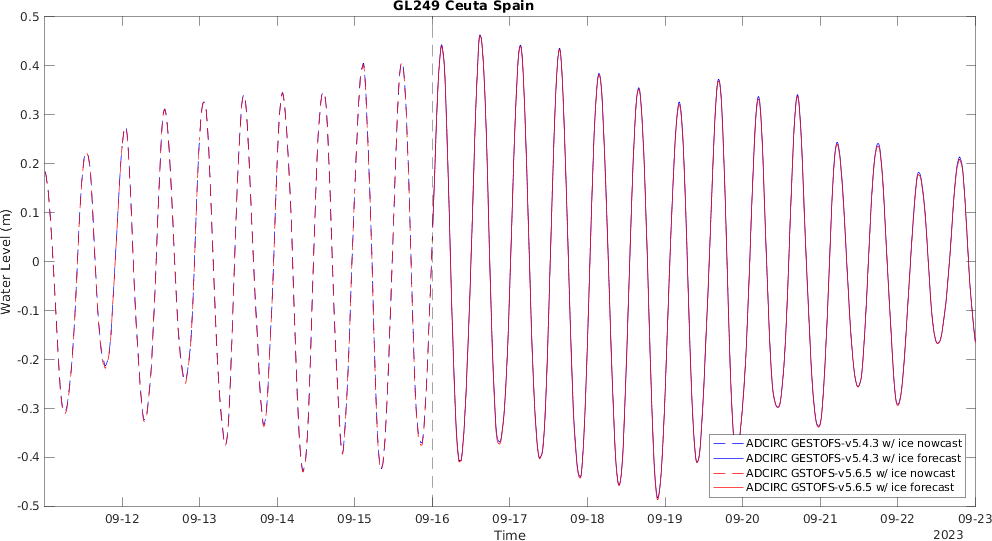 GL249 Ceuta Spain
0.5
0.4
0.3
0.2
0.1
0
-0.1
-0.2
-0.3
-0.4
-0.5
Water Level (m)
ADCIRC GESTOFS-v5.4.3 w/ ice nowcast
ADCIRC GESTOFS-v5.4.3 w/ ice forecast
ADCIRC GSTOFS-v5.6.5 w/ ice nowcast
ADCIRC GSTOFS-v5.6.5 w/ ice forecast
09-12 09-13 09-14 09-15 09-16 09-17 09-18 09-19 09-20 09-21 09-22 09-23
Time
2023